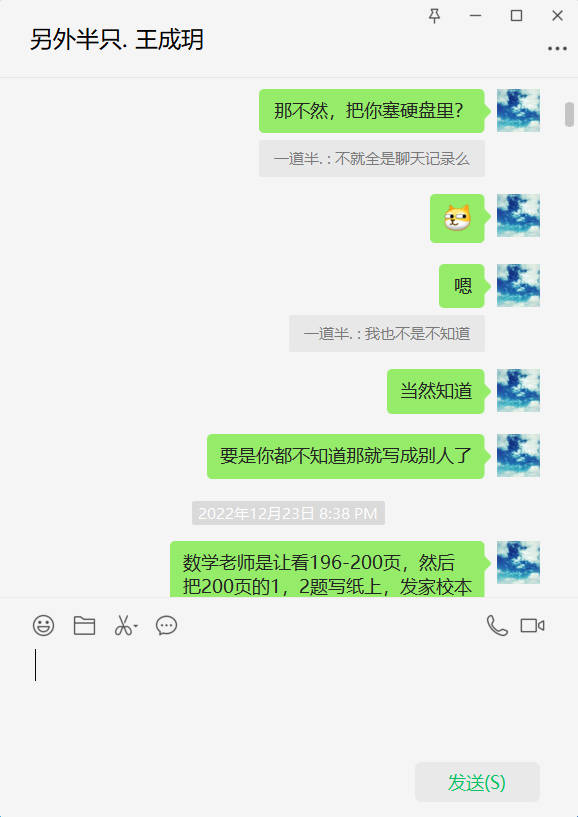 另外半只. 王成玥
那不然，把你塞硬盘里？
一道半. : 不就全是聊天记录么
嗯
一道半. : 我也不是不知道
当然知道
要是你都不知道那就写成别人了
2022年12月23日 8:38 PM
数学老师是让看196-200页，然后
把200页的1，2题写纸上，发家校本
发送(S)